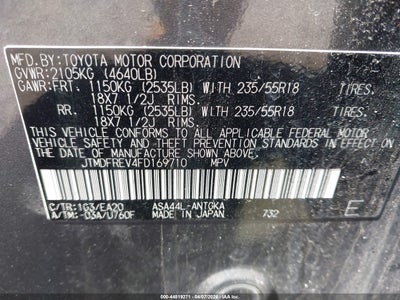 MFD.BY: TOYOTA MOTOR CORPORATION
GVWR: 2105KG (4640LB)
GAWR: FRT. 1150KG (2535LB) WITH 235/55R18 TIRES,
18X7 1/2J RIMS.
RR. 1150KG (2535LB) WITH 235/55R18 TIRES,
18X7 1/2J RIMS.
THIS VEHICLE CONFORMS TO ALL APPLICABLE FEDERAL MOTOR
VEHICLE SAFETY AND THEFT PREVENTION STANDARDS IN EFFECT ON
THE DATE OF MANUFACTURE SHOWN ABOVE.
JTMDFREV4FD169710 MPV
C/TR: 1G3/EA20 ASA44L-ANTGKA
A/TM: -03A/U760F MADE IN JAPAN 732 E
000-44819271 - 04/07/2026 - IAA